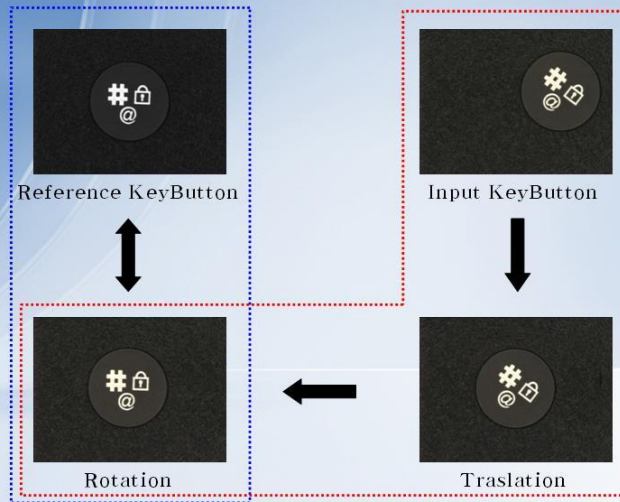 # @
# @
Reference KeyButton
Input KeyButton
# @
# @
Rotation
Traslation